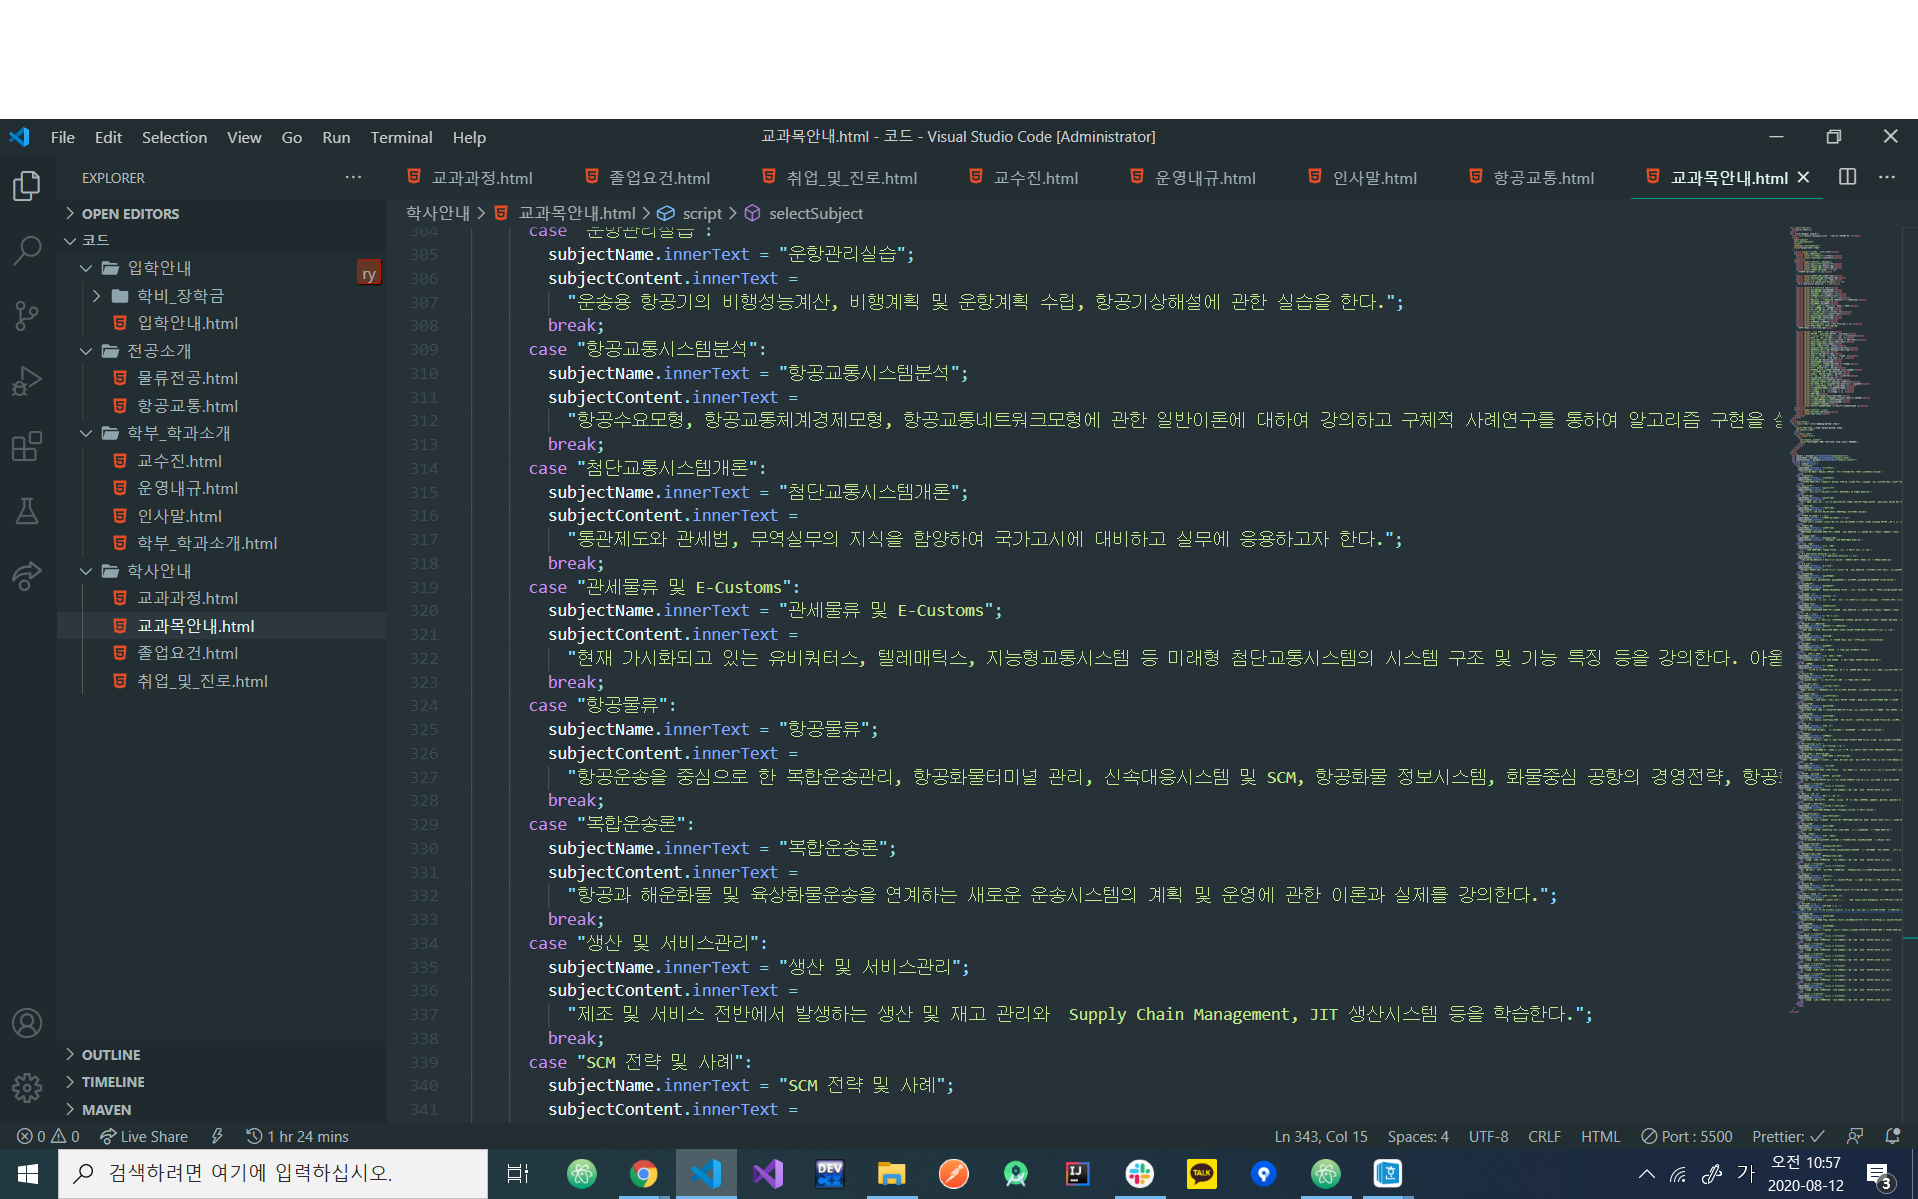 File Edit Selection View Go Run Terminal Help
교과목안내.html - 코드 - Visual Studio Code [Administrator]
EXPLORER
OPEN EDITORS
코드
입학안내
ry
학비_장학금
입학안내.html
전공소개
물류전공.html
항공교통.html
학부_학과소개
교수진.html
운영내규.html
인사말.html
학부_학과소개.html
학사안내
교과과정.html
교과목안내.html
졸업요건.html
취업_및_진로.html
OUTLINE
TIMELINE
MAVEN
교과과정.html 졸업요건.html 취업_및_진로.html 교수진.html 운영내규.html 인사말.html 항공교통.html 교과목안내.html
학사안내 > 교과목안내.html > script > selectSubject
304 case "운항관리실습":
305 subjectName.innerText = "운항관리실습";
306 subjectContent.innerText =
307 "운송용 항공기의 비행성능계산, 비행계획 및 운항계획 수립, 항공기상해설에 관한 실습을 한다.";
308 break;
309 case "항공교통시스템분석":
310 subjectName.innerText = "항공교통시스템분석";
311 subjectContent.innerText =
312 "항공수요모형, 항공교통체계경제모형, 항공교통네트워크모형에 관한 일반이론에 대하여 강의하고 구체적 사례연구를 통하여 알고리즘 구현을
313 break;
314 case "첨단교통시스템개론":
315 subjectName.innerText = "첨단교통시스템개론";
316 subjectContent.innerText =
317 "통관제도와 관세법, 무역실무의 지식을 함양하여 국가고시에 대비하고 실무에 응용하고자 한다.";
318 break;
319 case "관세물류 및 E-Customs":
320 subjectName.innerText = "관세물류 및 E-Customs";
321 subjectContent.innerText =
322 "현재 가시화되고 있는 유비쿼터스, 텔레매틱스, 지능형교통시스템 등 미래형 첨단교통시스템의 시스템 구조 및 기능 특징 등을 강의한다. 아울
323 break;
324 case "항공물류":
325 subjectName.innerText = "항공물류";
326 subjectContent.innerText =
327 "항공운송을 중심으로 한 복합운송관리, 항공화물터미널 관리, 신속대응시스템 및 SCM, 항공화물 정보시스템, 화물중심 공항의 경영전략, 항공
328 break;
329 case "복합운송론":
330 subjectName.innerText = "복합운송론";
331 subjectContent.innerText =
332 "항공과 해운화물 및 육상화물운송을 연계하는 새로운 운송시스템의 계획 및 운영에 관한 이론과 실제를 강의한다.";
333 break;
334 case "생산 및 서비스관리":
335 subjectName.innerText = "생산 및 서비스관리";
336 subjectContent.innerText =
337 "제조 및 서비스 전반에서 발생하는 생산 및 재고 관리와  Supply Chain Management, JIT 생산시스템 등을 학습한다.";
338 break;
339 case "SCM 전략 및 사례":
340 subjectName.innerText = "SCM 전략 및 사례";
341 subjectContent.innerText =
0 0 Live Share 1 hr 24 mins Ln 343, Col 15 Spaces: 4 UTF-8 CRLF HTML Port : 5500 Prettier: ✓
검색하려면 여기에 입력하십시오.
DEV C++
IJ
TALK
가
오전 10:57
2020-08-12
3